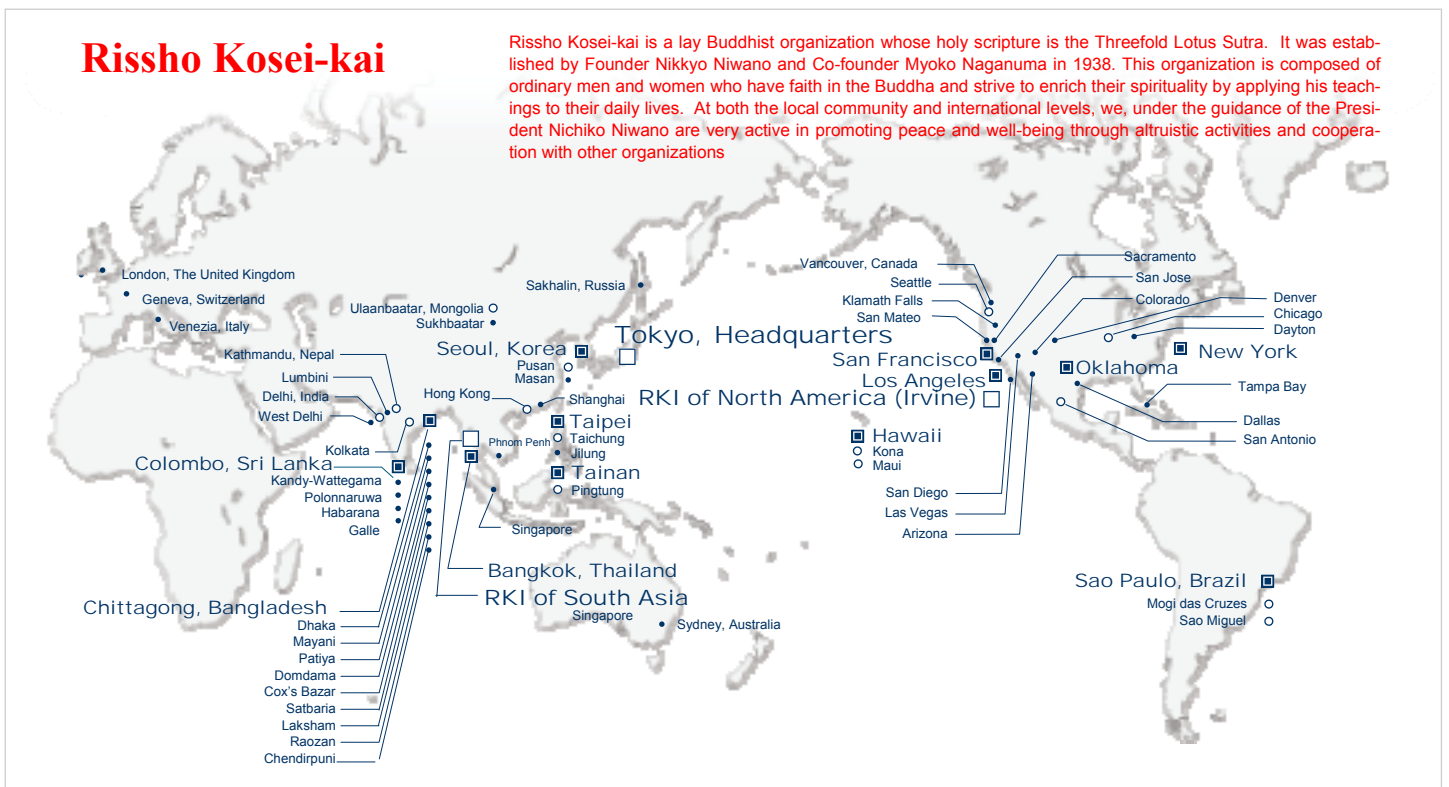 Rissho Kosei-kai
Rissho Kosei-kai is a lay Buddhist organization whose holy scripture is the Threefold Lotus Sutra. It was estab-
lished by Founder Nikkyo Niwano and Co-founder Myoko Naganuma in 1938. This organization is composed of
ordinary men and women who have faith in the Buddha and strive to enrich their spirituality by applying his teach-
ings to their daily lives. At both the local community and international levels, we, under the guidance of the Presi-
dent Nichiko Niwano are very active in promoting peace and well-being through altruistic activities and coopera-
tion with other organizations
London, The United Kingdom
Geneva, Switzerland
Venezia, Italy
Ulaanbaatar, Mongolia
Sukhbaatar
Sakhalin, Russia
Tokyo, Headquarters
Seoul, Korea
Pusan
Masan
Kathmandu, Nepal
Lumbini
Delhi, India
West Delhi
Kolkata
Hong Kong
Shanghai
Taipei
Taichung
Jilung
Tainan
Pingtung
Phnom Penh
Colombo, Sri Lanka
Kandy-Wattegama
Polonnaruwa
Habarana
Galle
Singapore
Bangkok, Thailand
RKI of South Asia
Singapore
Sydney, Australia
Chittagong, Bangladesh
Dhaka
Mayani
Patiya
Domdama
Cox's Bazar
Satbaria
Laksham
Raozan
Chendirpuni
Vancouver, Canada
Seattle
Klamath Falls
San Mateo
San Francisco
Los Angeles
RKI of North America (Irvine)
Hawaii
Kona
Maui
San Diego
Las Vegas
Arizona
Sacramento
San Jose
Colorado
Denver
Chicago
Dayton
New York
Oklahoma
Tampa Bay
Dallas
San Antonio
Sao Paulo, Brazil
Mogi das Cruzes
Sao Miguel